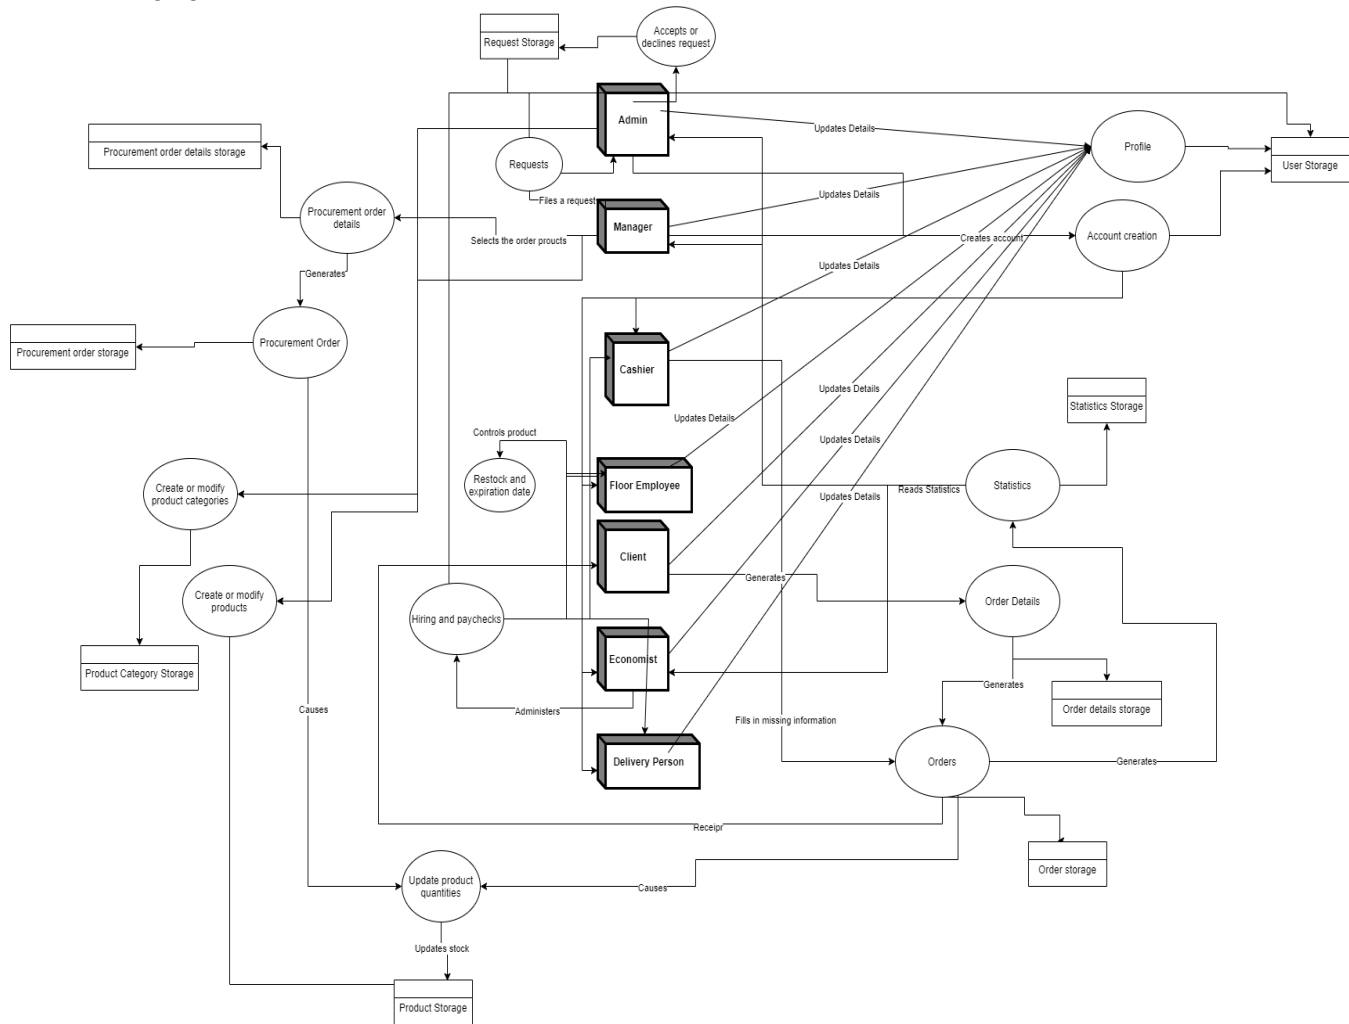 Accepts or
declines request
Request Storage
Admin
Updates Details
Procurement order details storage
Requests
Profile
User Storage
Files a request
Updates Details
Procurement order
details
Manager
Selects the order proucts
Creates account
Account creation
Updates Details
Generates
Procurement Order
Procurement order storage
Cashier
Updates Details
Statistics Storage
Updates Details
Controls product
Updates Details
Restock and
expiration date
Floor Employee
Create or modify
product categories
Reads Statistics
Statistics
Updates Details
Client
Generates
Create or modify
products
Order Details
Hiring and paychecks
Economist
Product Category Storage
Generates
Administers
Causes
Order details storage
Fills in missing information
Delivery Person
Orders
Generates
Receipr
Order storage
Update product
quantities
Causes
Updates stock
Product Storage